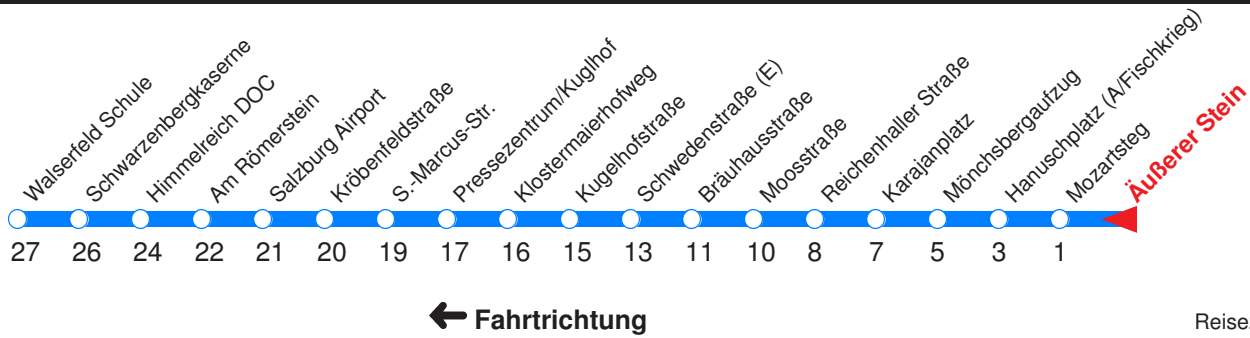 Walserfeld Schule
Schwarzenbergkaserne
Himmelreich DOC
Am Römerstein
Salzburg Airport
Kröbenfeldstraße
S.-Marcus-Str.
Pressezentrum/Kuglhof
Klostermaierhofweg
Kugelhofstraße
Schwedenstraße (E)
Bräuhausstraße
Moosstraße
Reichenhaller Straße
Karajanplatz
Mönchsbergaufzug
Hanuschplatz (A/Fischkrieg)
Mozartsteg
Äußerer Stein
27 26 24 22 21 20 19 17 16 15 13 11 10 8 7 5 3 1
Fahrtrichtung
Reise